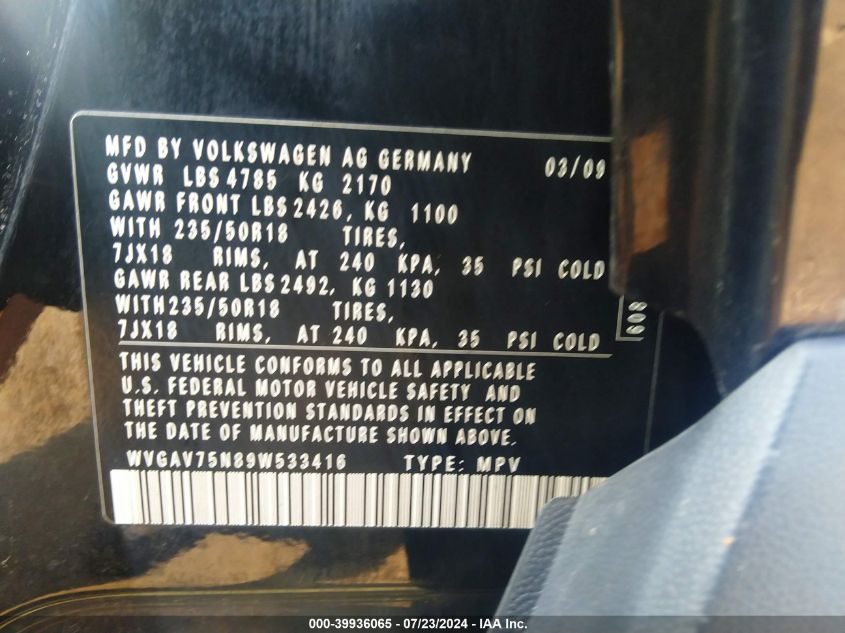 MFD BY VOLKSWAGEN AG GERMANY 03/09
GVWR LBS 4785 KG 2170
GAWR FRONT LBS 2426, KG 1100
WITH 235/50R18 TIRES,
7JX18 RIMS, AT 240 KPA, 35 PSI COLD
GAWR REAR LBS 2492, KG 1130
WITH 235/50R18 TIRES,
7JX18 RIMS, AT 240 KPA, 35 PSI COLD
808
THIS VEHICLE CONFORMS TO ALL APPLICABLE
U.S. FEDERAL MOTOR VEHICLE SAFETY AND
THEFT PREVENTION STANDARDS IN EFFECT ON
THE DATE OF MANUFACTURE SHOWN ABOVE.
WVGAV75N89W533416 TYPE: MPV
000-39936065 / 07/23/2024 - IAA Inc.